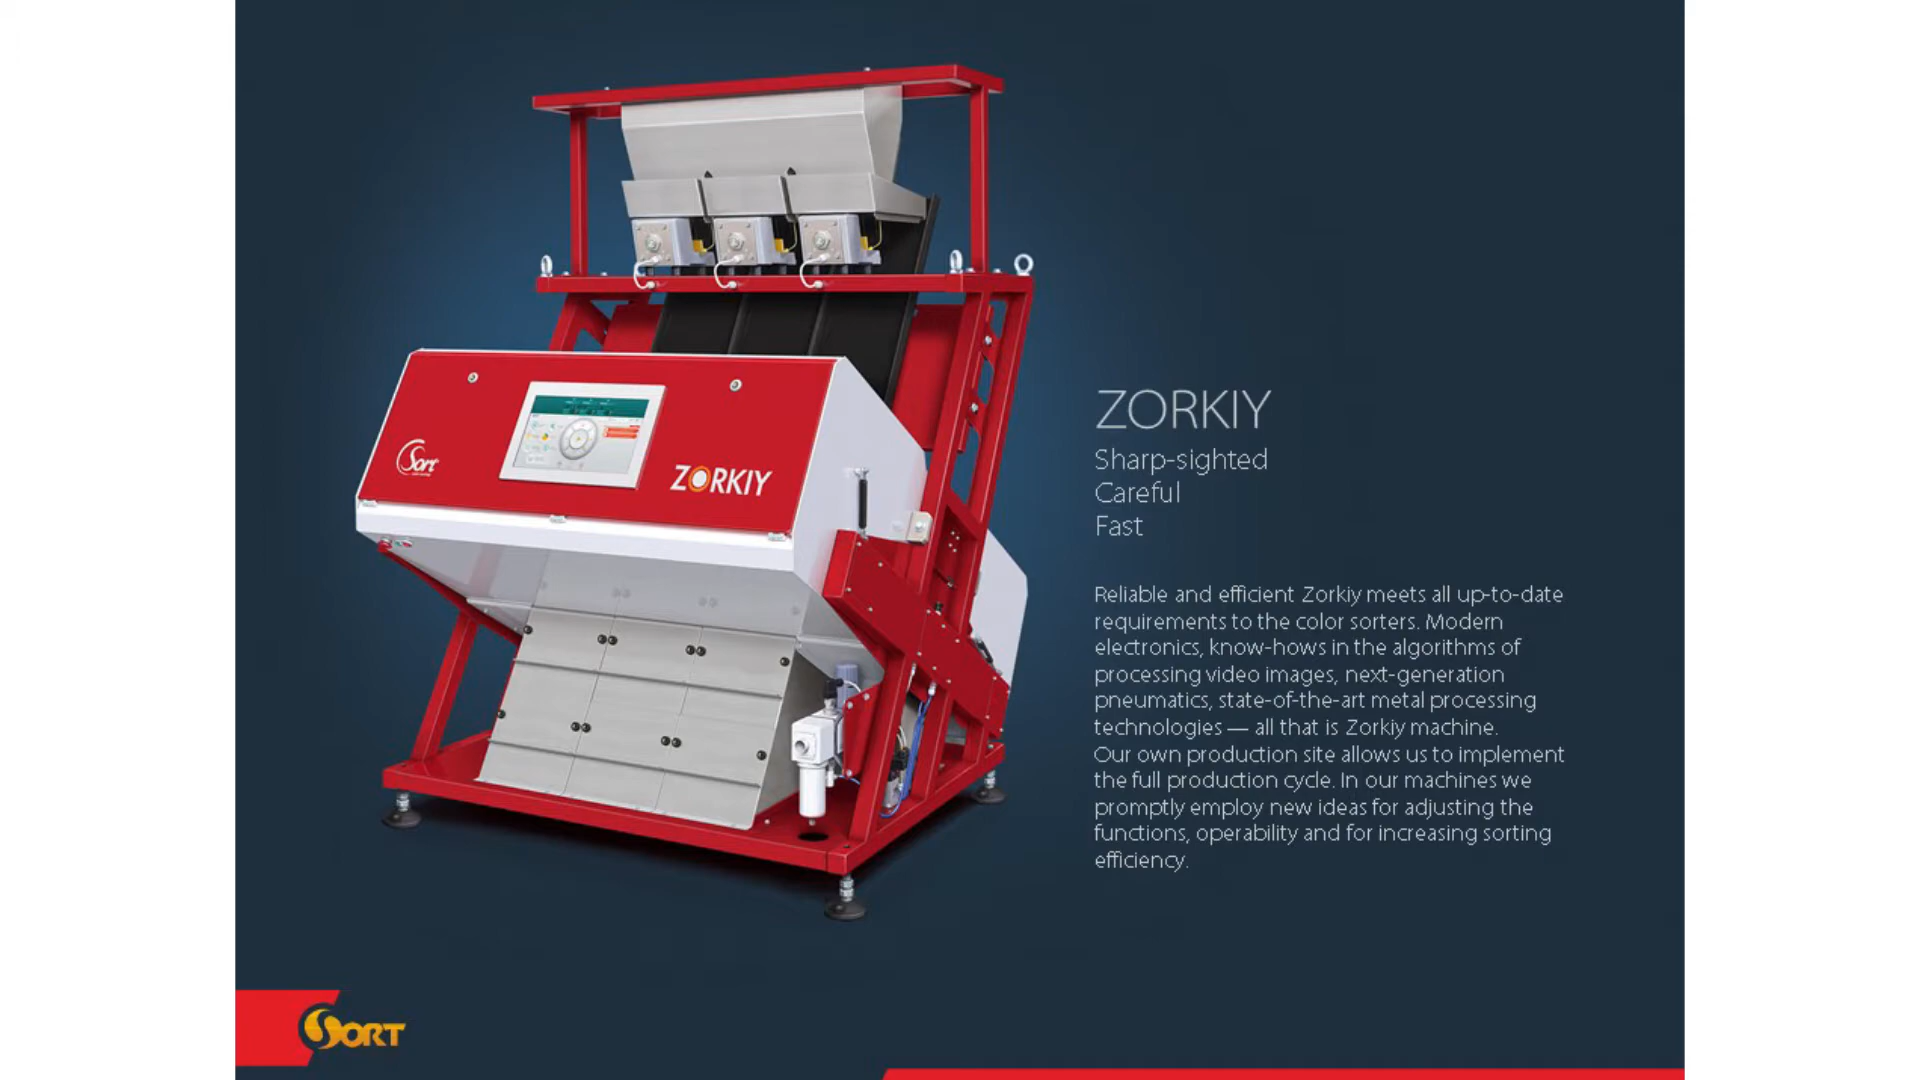 Sort
ZORKIY
ZORKIY
Sharp-sighted
Careful
Fast
Reliable and efficient Zorkiy meets all up-to-date
requirements to the color sorters. Modern
electronics, know-hows in the algorithms of
processing video images, next-generation
pneumatics, state-of-the-art metal processing
technologies — all that is Zorkiy machine.
Our own production site allows us to implement
the full production cycle. In our machines we
promptly employ new ideas for adjusting the
functions, operability and for increasing sorting
efficiency.
SORT